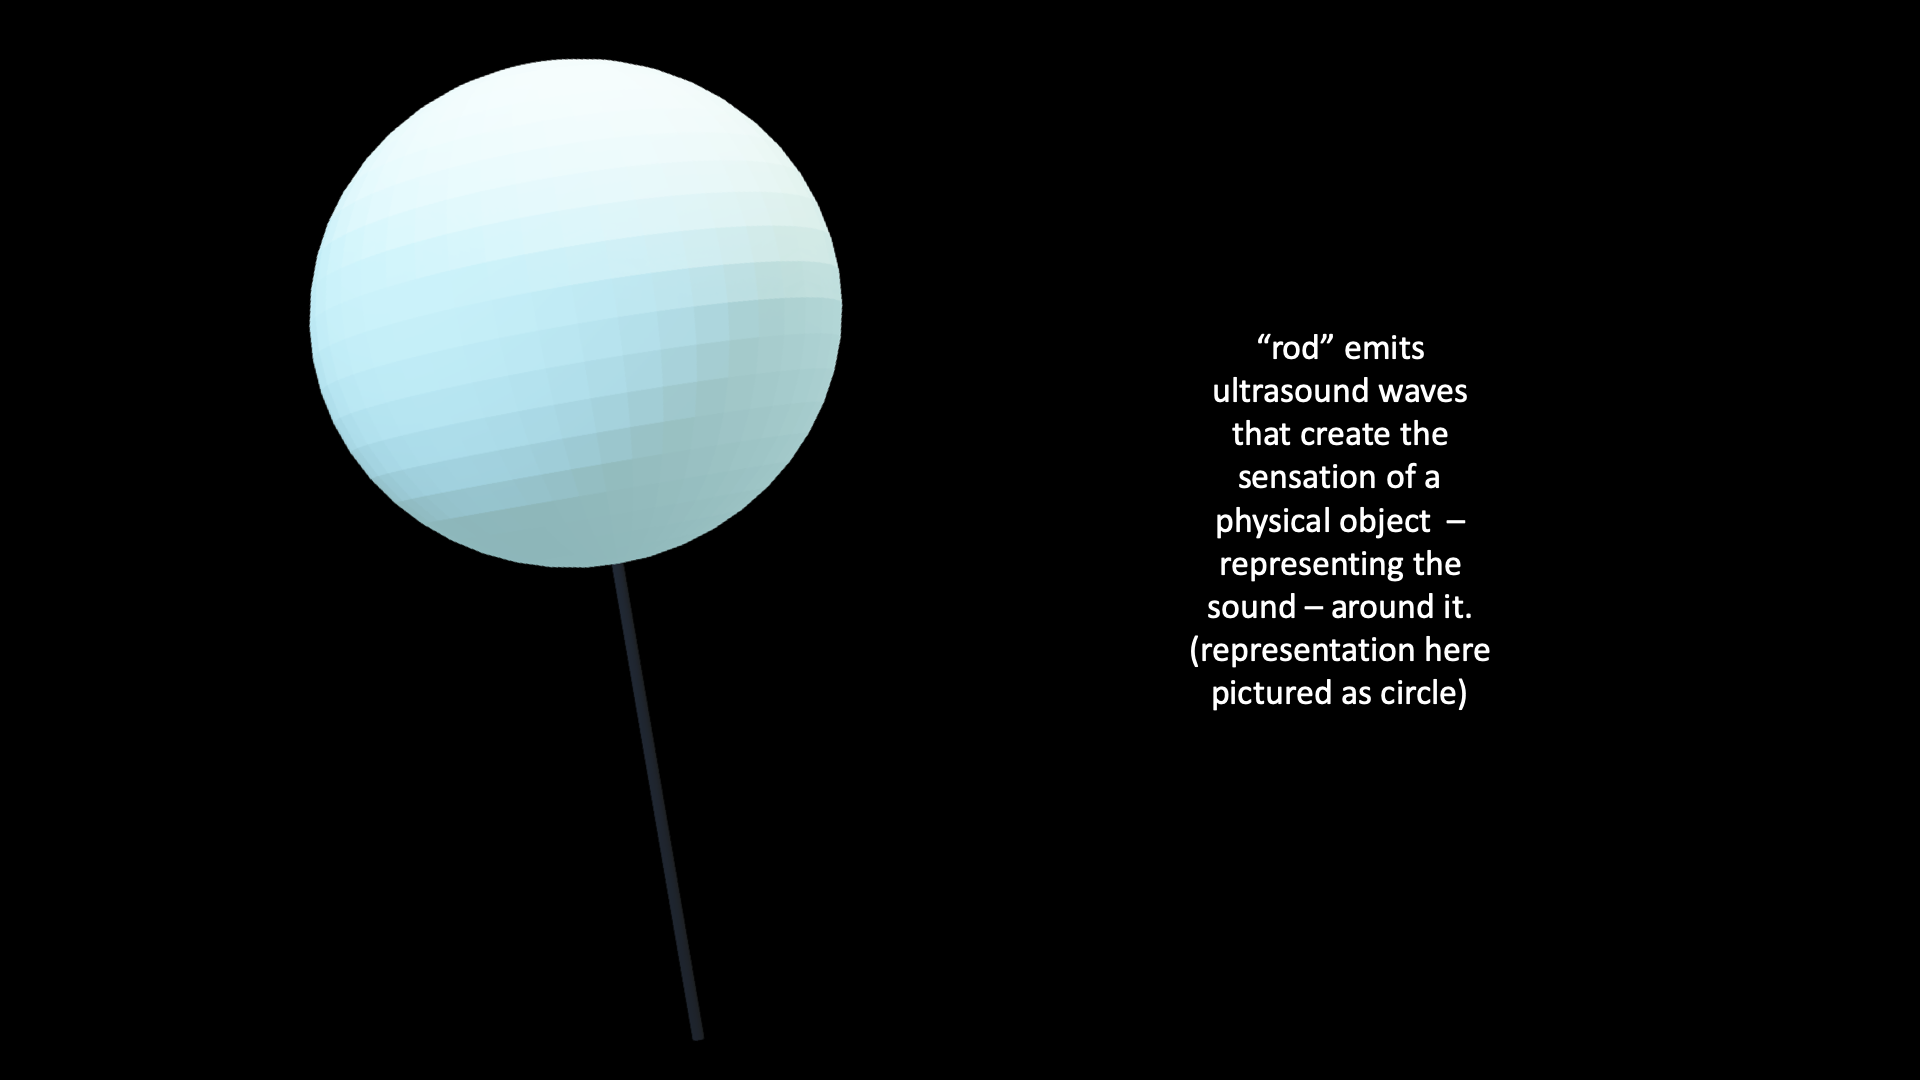 “rod” emits
ultrasound waves
that create the
sensation of a
physical object  –
representing the
sound – around it.
(representation here
pictured as circle)